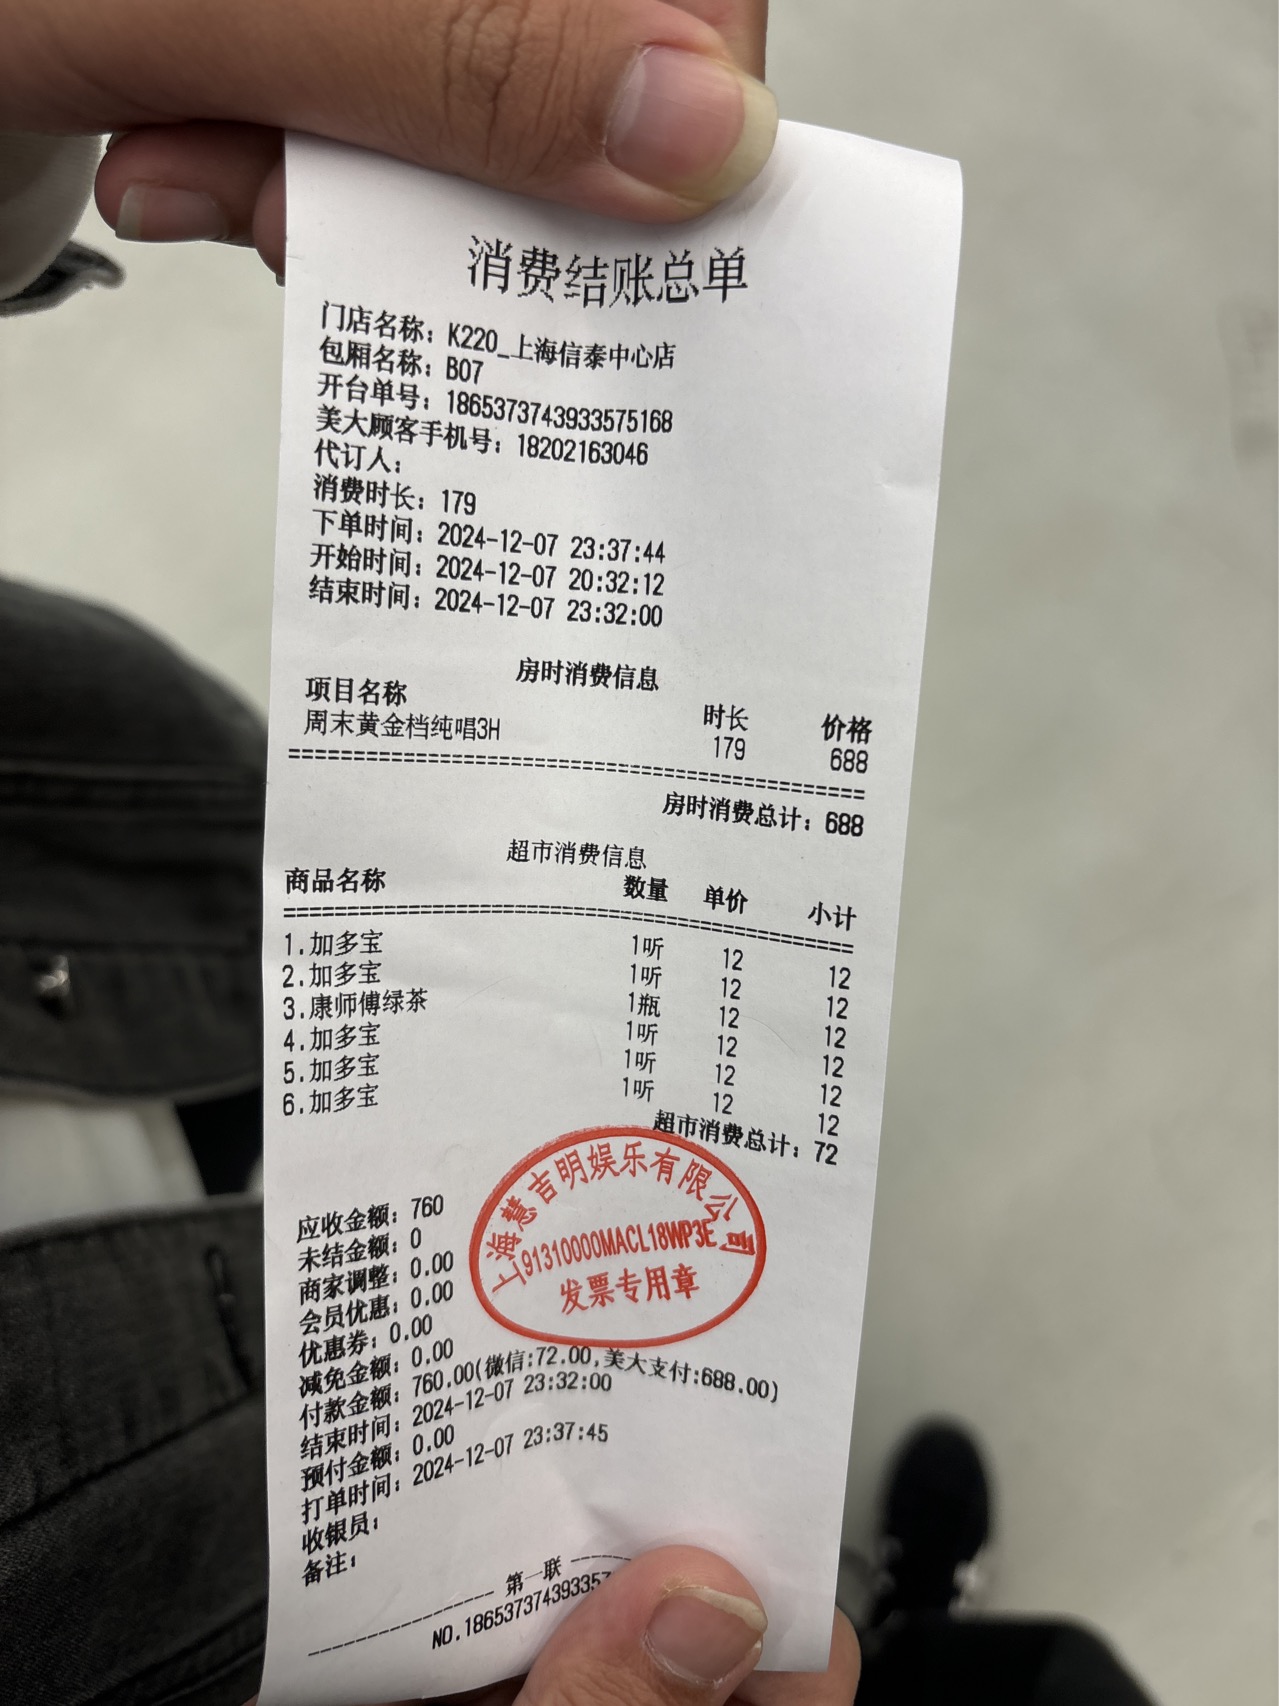 消费结账总单
门店名称：K220_上海信泰中心店
包厢名称：B07
开台单号：1865373743933575168
美大顾客手机号：18202163046
代订人：
消费时长：179
下单时间：2024-12-07 23:37:44
开始时间：2024-12-07 20:32:12
结束时间：2024-12-07 23:32:00
房时消费信息
项目名称 时长 价格
周末黄金档纯唱3H 179 688
房时消费总计：688
超市消费信息
商品名称 数量 单价 小计
1.加多宝 1听 12 12
2.加多宝 1听 12 12
3.康师傅绿茶 1瓶 12 12
4.加多宝 1听 12 12
5.加多宝 1听 12 12
6.加多宝 1听 12 12
超市消费总计：72
上海慧吉明娱乐有限公司
91310000MACL18WP3E
发票专用章
应收金额：760
未结金额：0
商家调整：0.00
会员优惠：0.00
优惠券：0.00
减免金额：0.00
付款金额：760.00(微信:72.00,美大支付:688.00)
结束时间：2024-12-07 23:32:00
预付金额：0.00
打单时间：2024-12-07 23:37:45
收银员：
备注：
第一联
NO.186537374393357